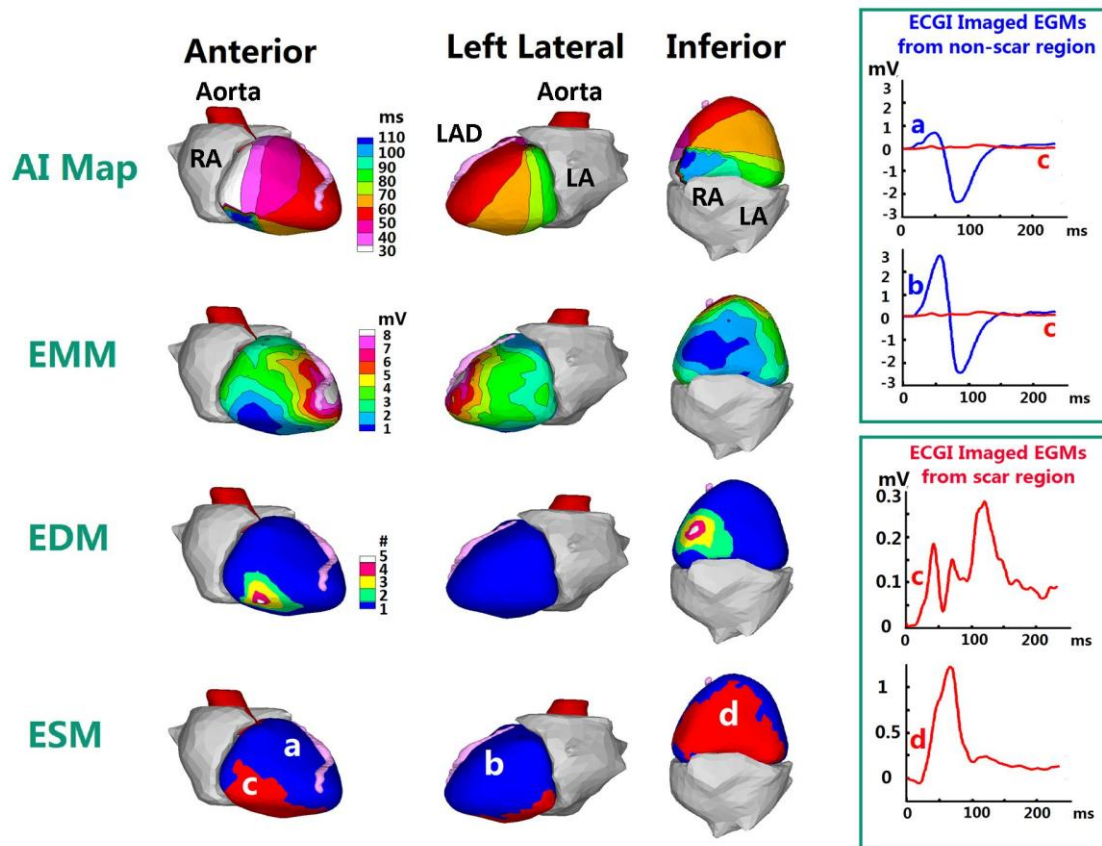 Anterior
Left Lateral
Inferior
AI Map
Aorta
RA
ms
110
100
90
80
70
60
50
40
30
Aorta
LAD
LA
RA
LA
EMM
mV
8
7
6
5
4
3
2
1
EDM
#
5
4
3
2
1
ESM
a
c
b
d
ECGI Imaged EGMs
from non-scar region
mV
3
2
1
0
-1
-2
-3
a
c
0 100 200 ms
3
2
1
0
-1
-2
-3
b
c
0 100 200 ms
ECGI Imaged EGMs
from scar region
mV
0.3
0.2
0.1
0
c
0 100 200 ms
1
0.5
0
d
0 100 200 ms